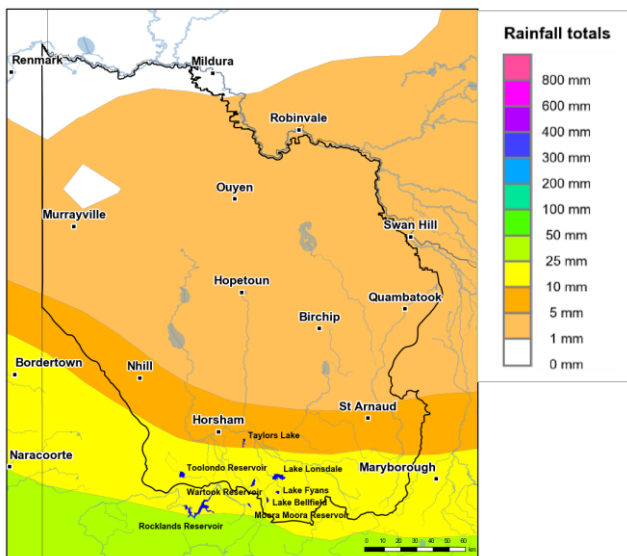 Renmark
Mildura
Robinvale
Ouyen
Murrayville
Swan Hill
Hopetoun
Quambatook
Birchip
Bordertown
Nhill
St Arnaud
Horsham
Taylors Lake
Naracoorte
Toolondo Reservoir
Lake Lonsdale
Maryborough
Wartook Reservoir
Lake Fyans
Lake Bellfield
Moora Moora Reservoir
Rocklands Reservoir
0 10 20 30 40 50 60
km
Rainfall totals
800 mm
600 mm
400 mm
300 mm
200 mm
100 mm
50 mm
25 mm
10 mm
5 mm
1 mm
0 mm